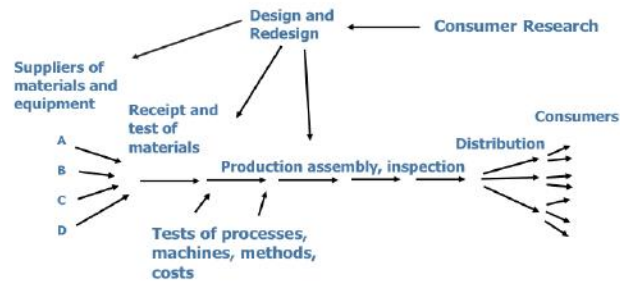 Design and
Redesign
Consumer Research
Suppliers of
materials and
equipment
Receipt and
test of
materials
Consumers
A
B
C
D
Distribution
Production assembly, inspection
Tests of processes,
machines, methods,
costs